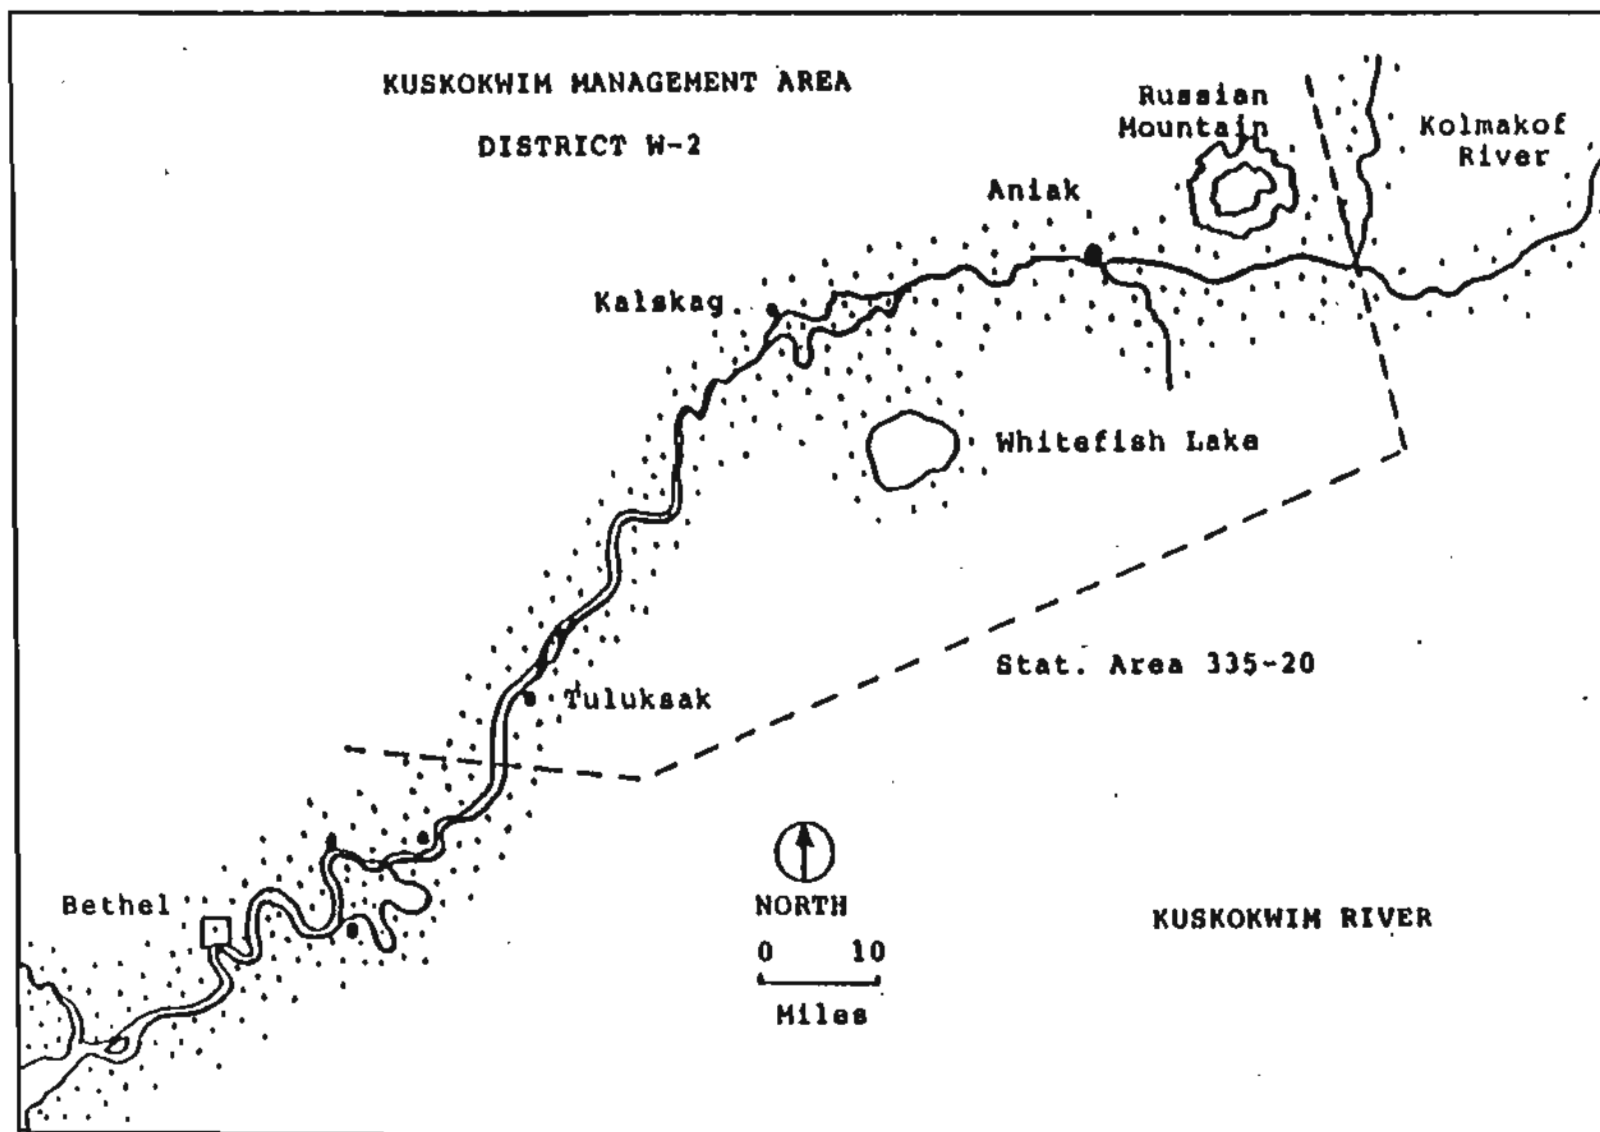 KUSKOKWIM MANAGEMENT AREA
DISTRICT W-2
Russian
Mountain
Kolmakof
River
Aniak
Kalskag
Whitefish Lake
Stat. Area 335-20
Tuluksak
Bethel
NORTH
0 10
Miles
KUSKOKWIM RIVER